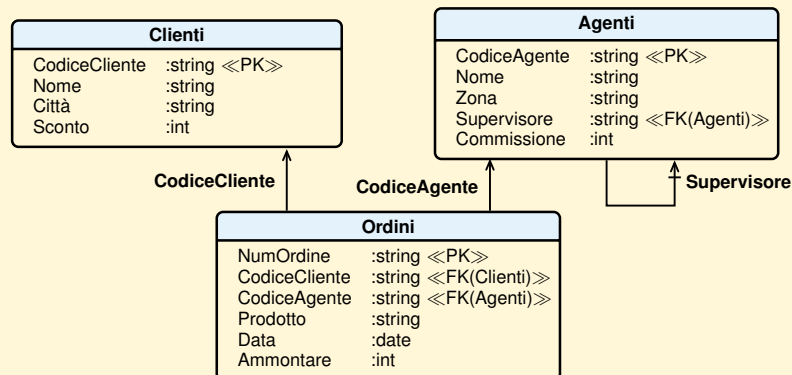 Clienti
CodiceCliente :string ≪PK≫
Nome :string
Città :string
Sconto :int
Agenti
CodiceAgente :string ≪PK≫
Nome :string
Zona :string
Supervisore :string ≪FK(Agenti)≫
Commissione :int
CodiceCliente
CodiceAgente
Supervisore
Ordini
NumOrdine :string ≪PK≫
CodiceCliente :string ≪FK(Clienti)≫
CodiceAgente :string ≪FK(Agenti)≫
Prodotto :string
Data :date
Ammontare :int